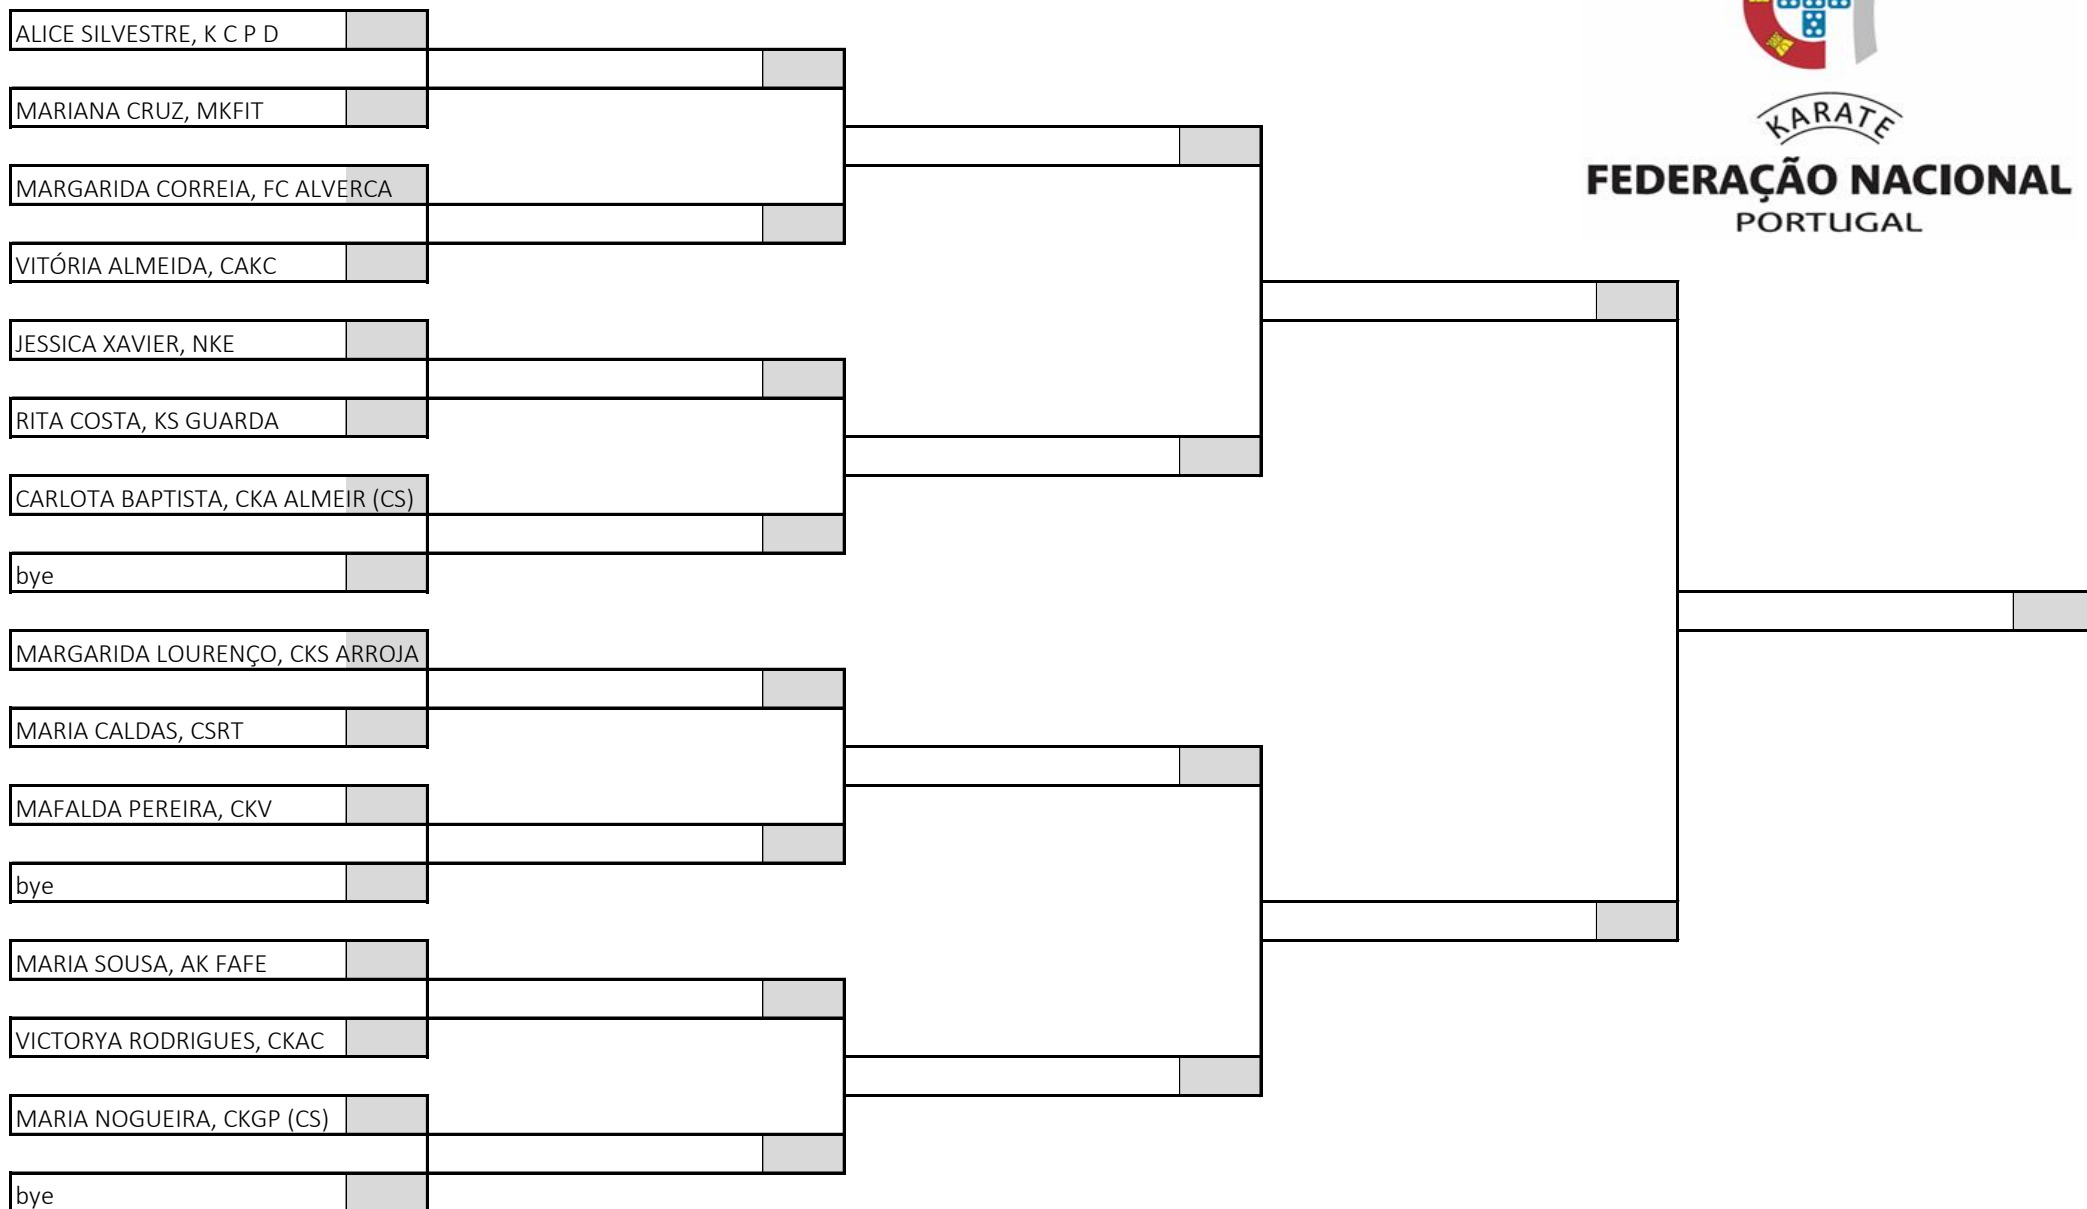 ALICE SILVESTRE, K C P D
MARIANA CRUZ, MKFIT
MARGARIDA CORREIA, FC ALVERCA
VITÓRIA ALMEIDA, CAKC
JESSICA XAVIER, NKE
RITA COSTA, KS GUARDA
CARLOTA BAPTISTA, CKA ALMEIR (CS)
bye
MARGARIDA LOURENÇO, CKS ARROJA
MARIA CALDAS, CSRT
MAFALDA PEREIRA, CKV
bye
MARIA SOUSA, AK FAFE
VICTORYA RODRIGUES, CKAC
MARIA NOGUEIRA, CKGP (CS)
bye
KARATE
FEDERAÇÃO NACIONAL
PORTUGAL